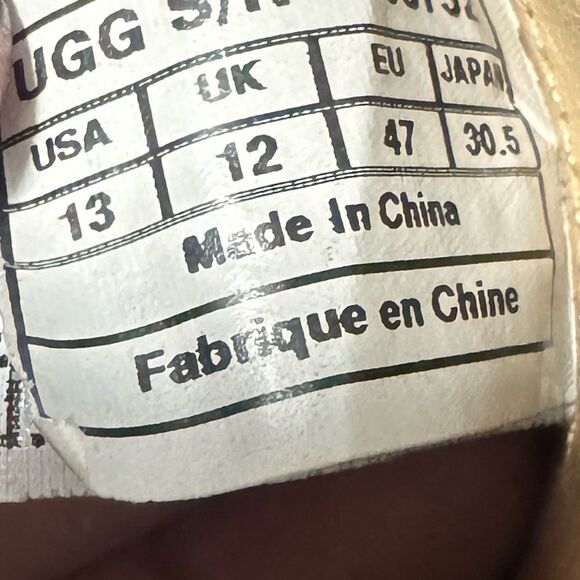 UGG S/N
USA UK EU JAPAN
13 12 47 30.5
Made In China
Fabrique en Chine